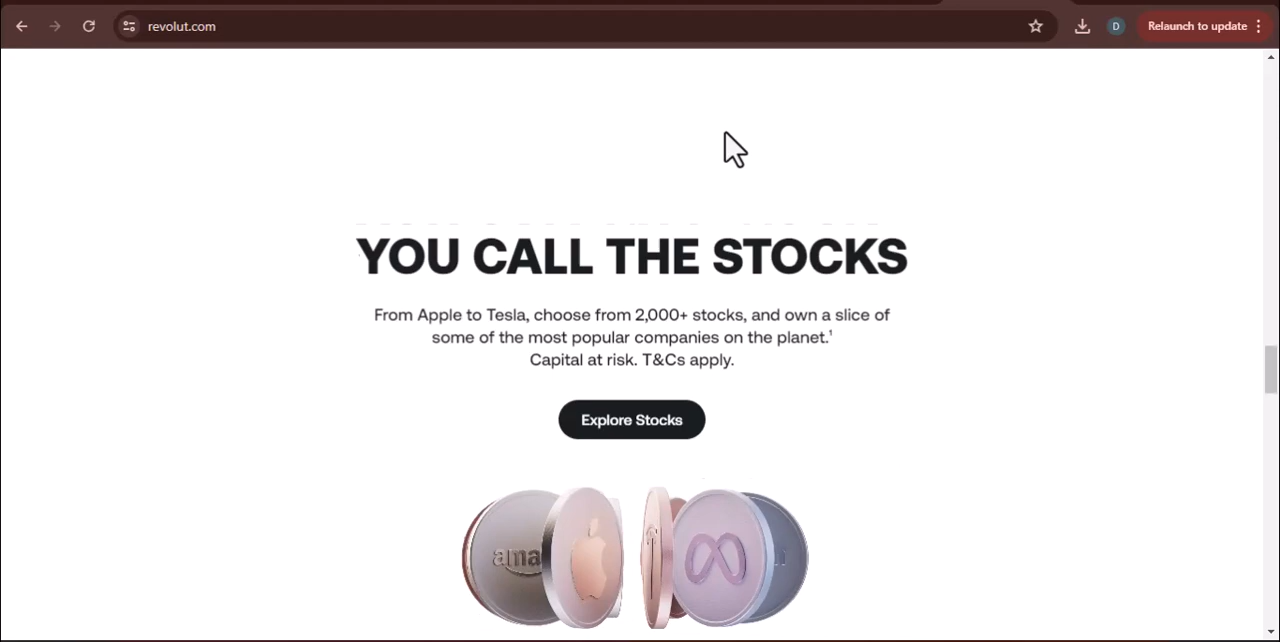 revolut.com
D
Relaunch to update
YOU CALL THE STOCKS
From Apple to Tesla, choose from 2,000+ stocks, and own a slice of
some of the most popular companies on the planet.¹
Capital at risk. T&Cs apply.
Explore Stocks
ama